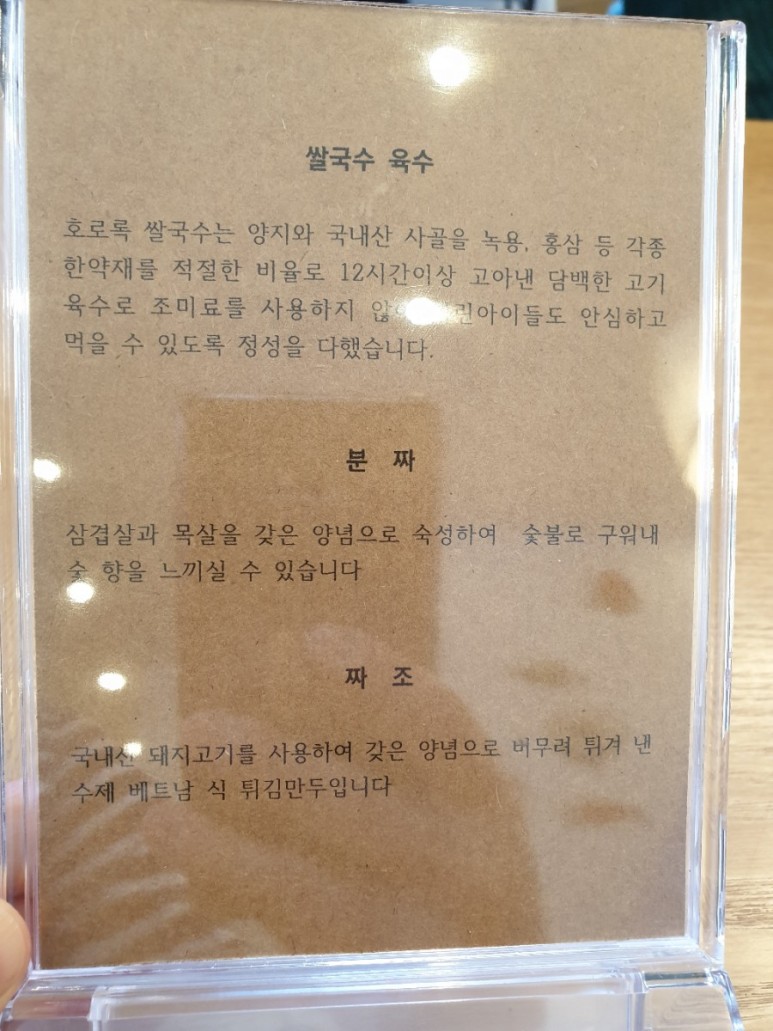 쌀국수 육수
호로록 쌀국수는 양지와 국내산 사골을 녹용, 홍삼 등 각종
한약재를 적절한 비율로 12시간이상 고아낸 담백한 고기
육수로 조미료를 사용하지 안심하고
먹을 수 있도록 정성을 다했습니다.
분 짜
삼겹살과 목살을 갖은 양념으로 숙성하여 숯불로 구워내
숯 향을 느끼실 수 있습니다
짜 조
국내산 돼지고기를 사용하여 갖은 양념으로 버무려 튀겨 낸
수제 베트남 식 튀김만두입니다